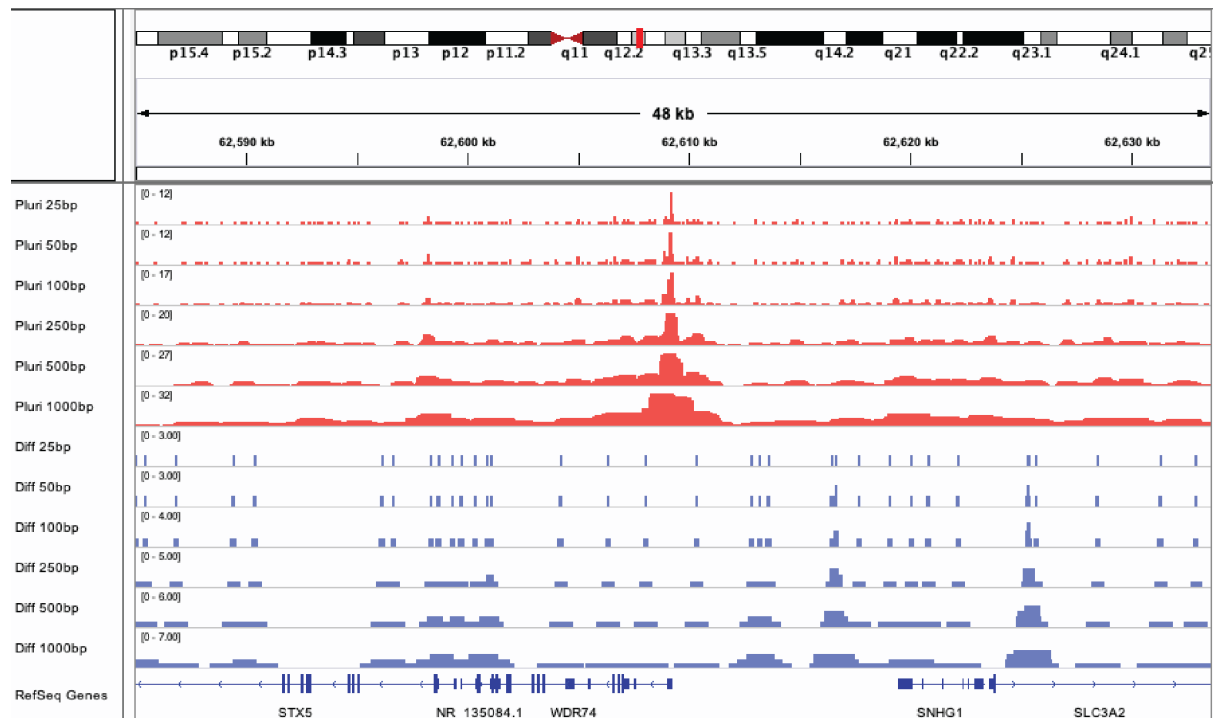 p15.4 p15.2 p14.3 p13 p12 p11.2 q11 q12.2 q13.3 q13.5 q14.2 q21 q22.2 q23.1 q24.1
48 kb
62,590 kb 62,600 kb 62,610 kb 62,620 kb 62,630 kb
Pluri 25bp [0 - 12]
Pluri 50bp [0 - 12]
Pluri 100bp [0 - 17]
Pluri 250bp [0 - 20]
Pluri 500bp [0 - 27]
Pluri 1000bp [0 - 32]
Diff 25bp [0 - 3.00]
Diff 50bp [0 - 3.00]
Diff 100bp [0 - 4.00]
Diff 250bp [0 - 5.00]
Diff 500bp [0 - 6.00]
Diff 1000bp [0 - 7.00]
RefSeq Genes
STX5 NR_135084.1 WDR74 SNHG1 SLC3A2